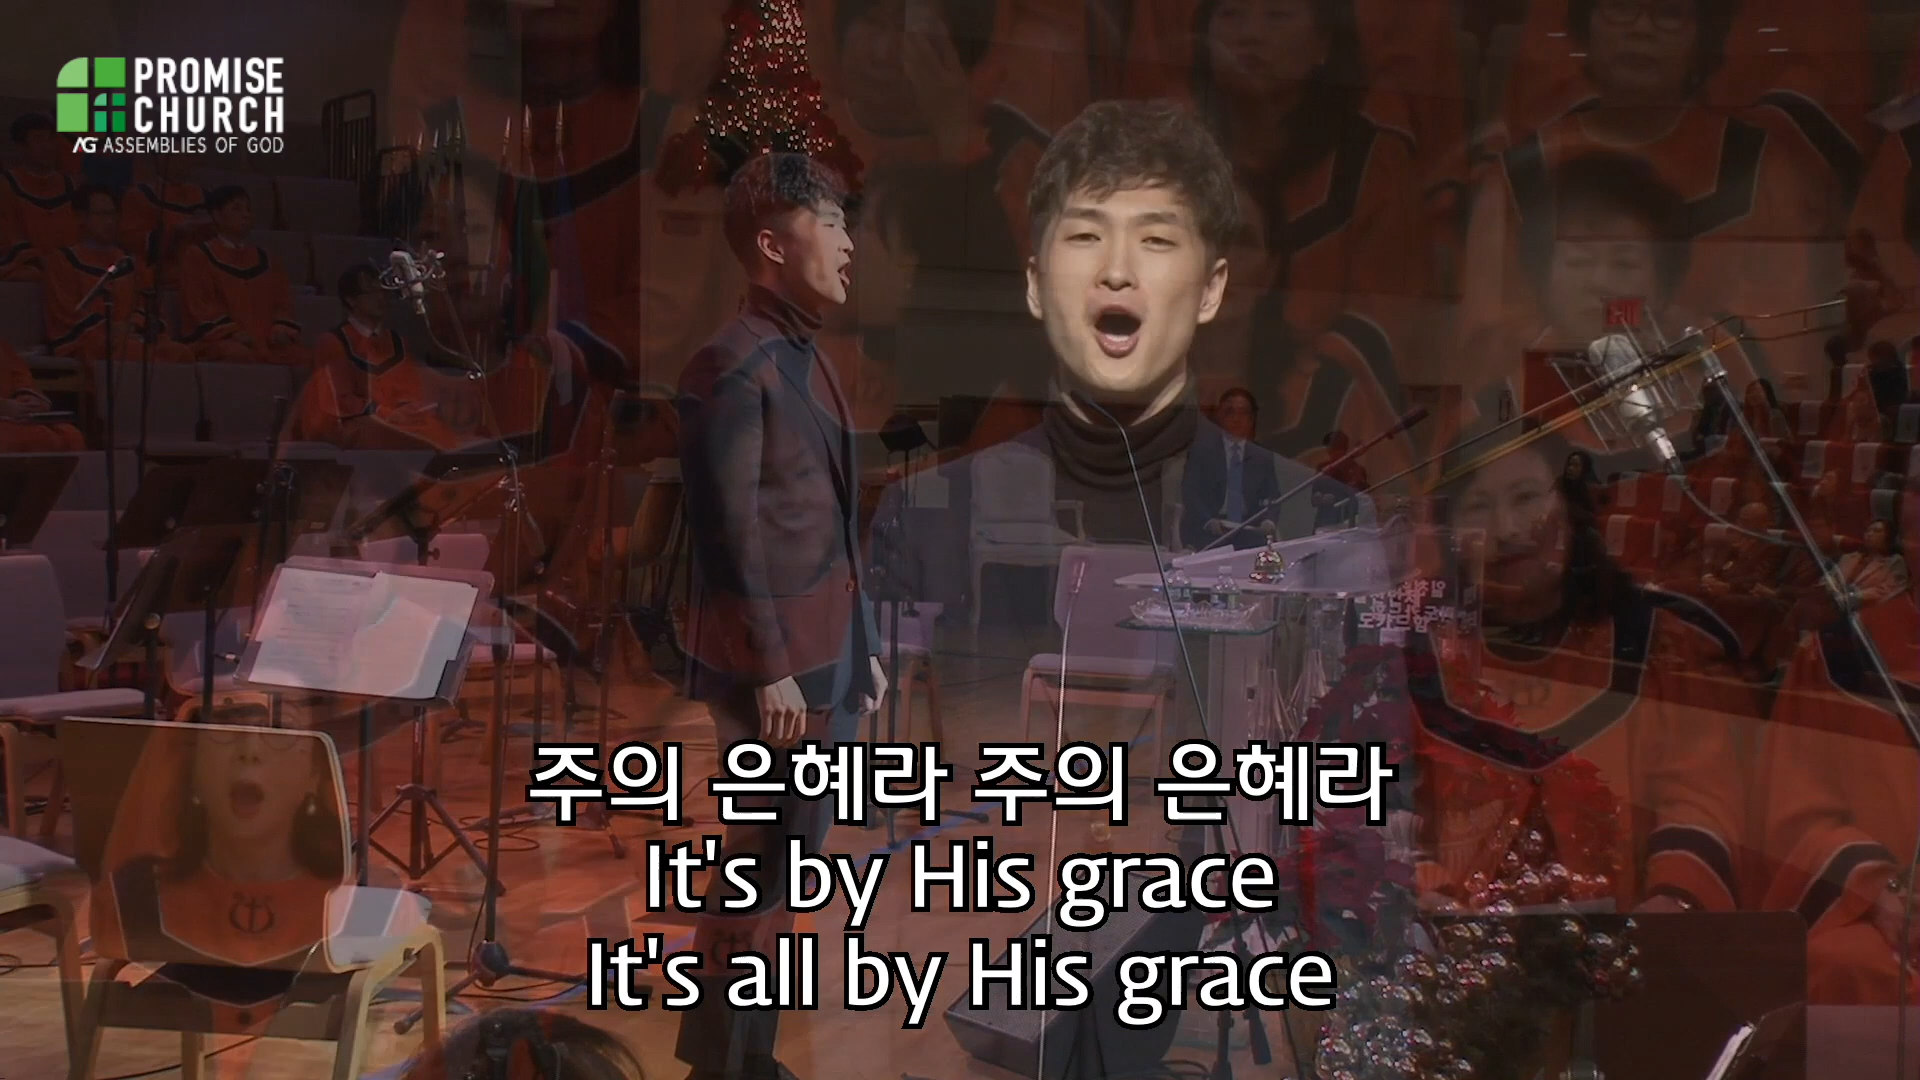 PROMISE
CHURCH
AG ASSEMBLIES OF GOD
주의 은혜라 주의 은혜라
It's by His grace
It's all by His grace